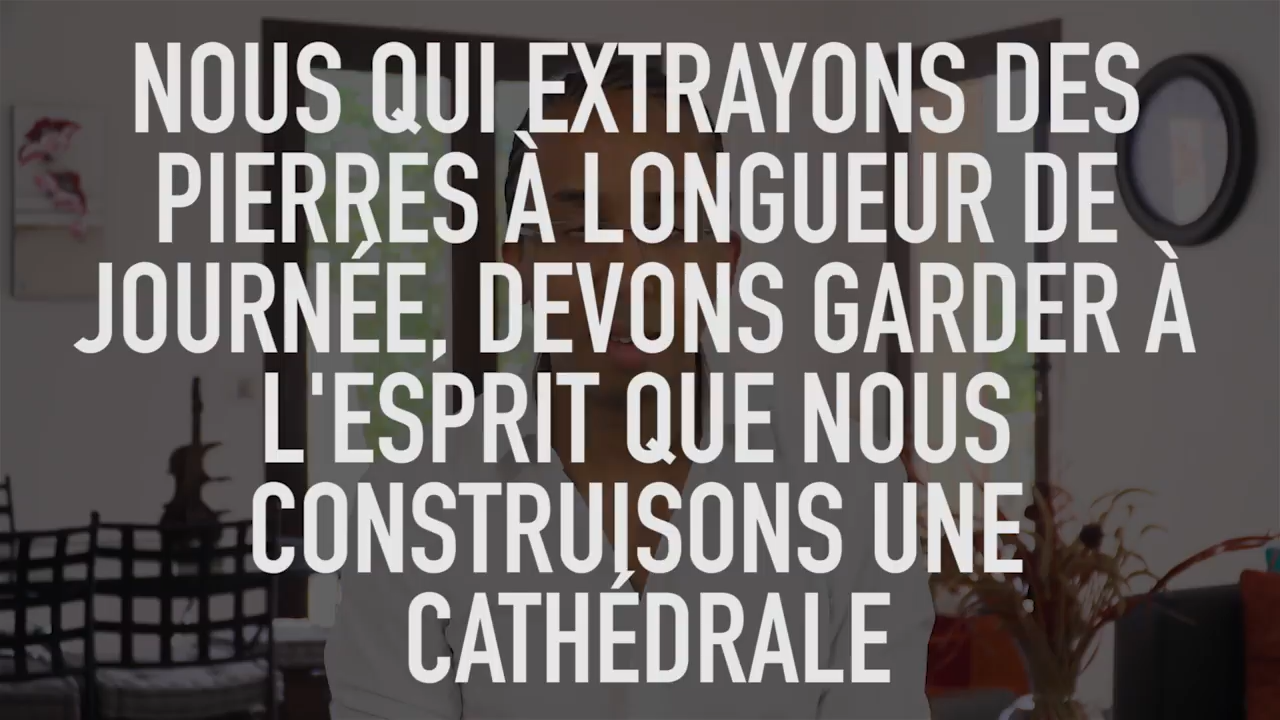 NOUS QUI EXTRAYONS DES
PIERRES À LONGUEUR DE
JOURNÉE, DEVONS GARDER À
L'ESPRIT QUE NOUS
CONSTRUISONS UNE
CATHÉDRALE